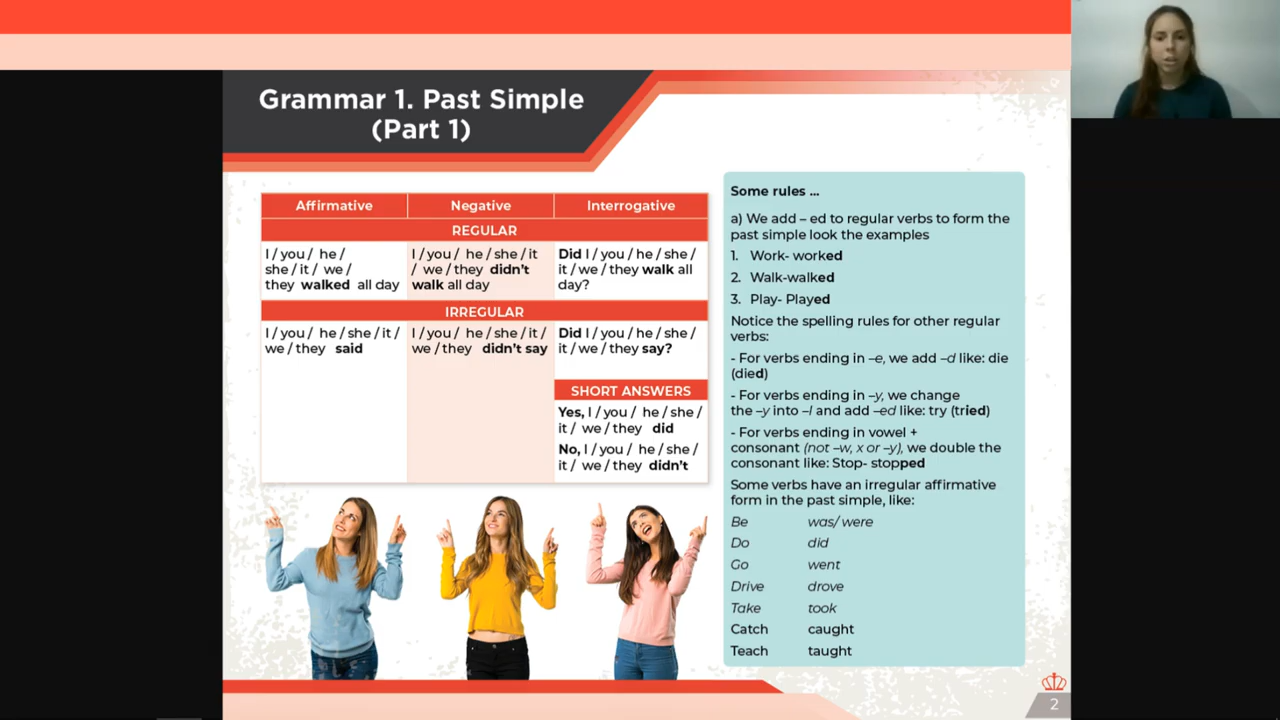 Grammar 1. Past Simple
(Part 1)
Affirmative
Negative
Interrogative
REGULAR
I / you / he /
she / it / we /
they walked all day
I / you / he / she / it
/ we / they didn't
walk all day
Did I / you / he / she /
it / we / they walk all
day?
IRREGULAR
I / you / he / she / it /
we / they said
I / you / he / she / it /
we / they didn't say
Did I / you / he / she /
it / we / they say?
SHORT ANSWERS
Yes, I / you / he / she /
it / we / they did
No, I / you / he / she /
it / we / they didn't
Some rules ...
a) We add – ed to regular verbs to form the
past simple look the examples
1. Work- worked
2. Walk-walked
3. Play- Played
Notice the spelling rules for other regular
verbs:
- For verbs ending in –e, we add –d like: die
(died)
- For verbs ending in –y, we change
the –y into –I and add –ed like: try (tried)
- For verbs ending in vowel +
consonant (not –w, x or –y), we double the
consonant like: Stop- stopped
Some verbs have an irregular affirmative
form in the past simple, like:
Be was/ were
Do did
Go went
Drive drove
Take took
Catch caught
Teach taught
2